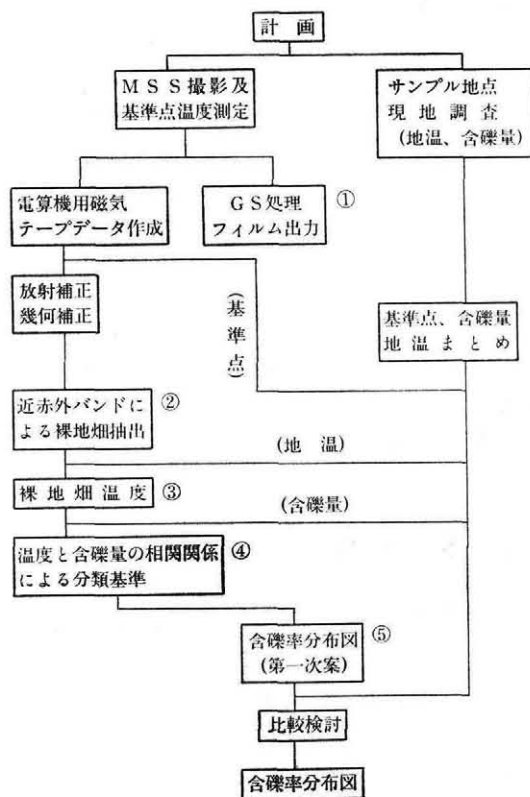 計画
MSS撮影及
基準点温度測定
サンプル地点
現地調査
(地温、含礫量)
電算機用磁気
テープデータ作成
GS処理
フィルム出力
①
放射補正
幾何補正
(基準点)
基準点、含礫量
地温まとめ
近赤外バンドに
よる裸地畑抽出
②
(地温)
裸地畑温度
③
(含礫量)
温度と含礫量の相関関係
による分類基準
④
含礫率分布図
(第一次案)
⑤
比較検討
含礫率分布図